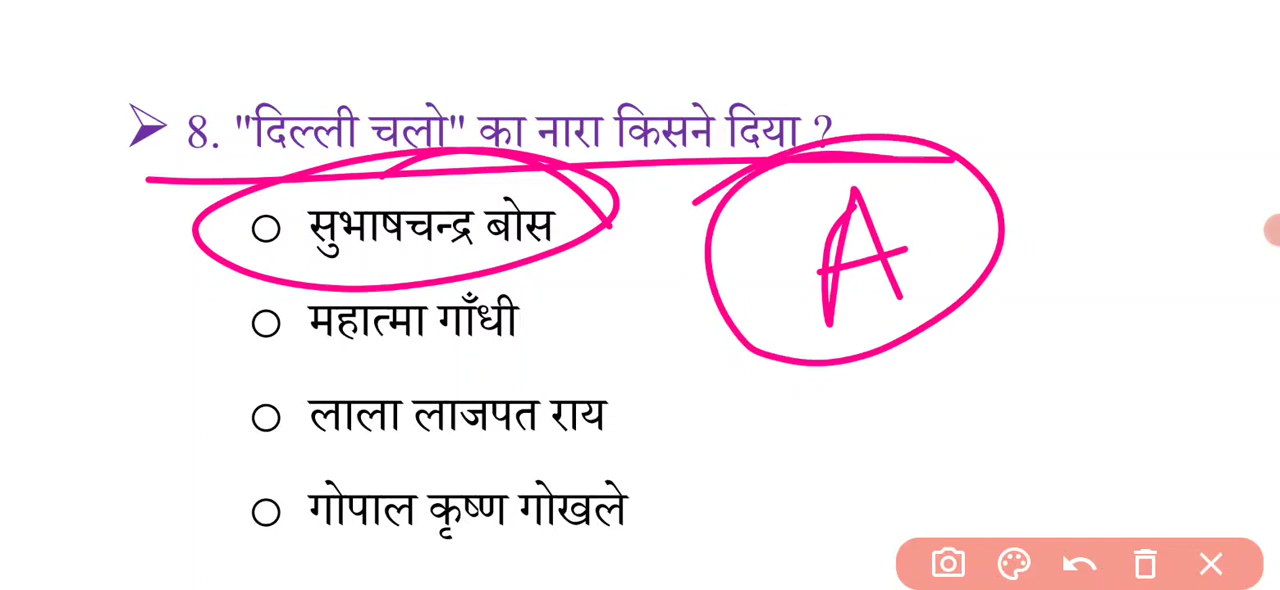 8. "दिल्ली चलो" का नारा किसने दिया ?
सुभाषचन्द्र बोस
A
महात्मा गाँधी
लाला लाजपत राय
गोपाल कृष्ण गोखले